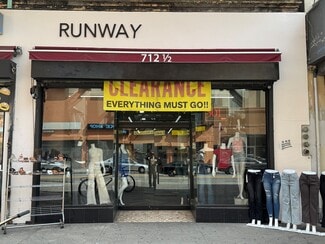 RUNWAY
712 ½
CLEARANCE
EVERYTHING MUST GO!!